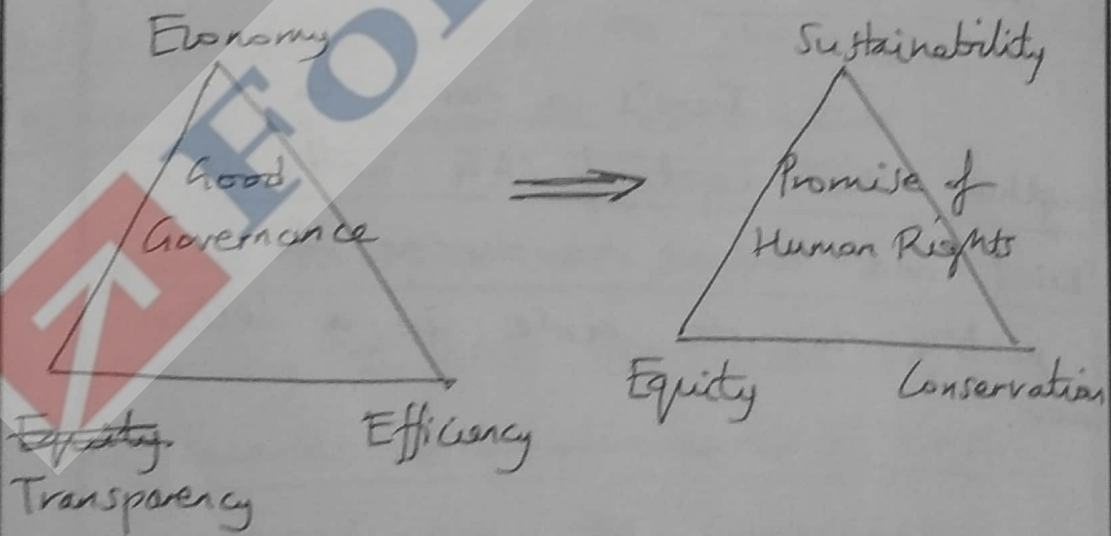 Economy
Good
Governance
Equity.
Transparency
Efficiency
⇒
Sustainability
Promise of
Human Rights
Equity
Conservation